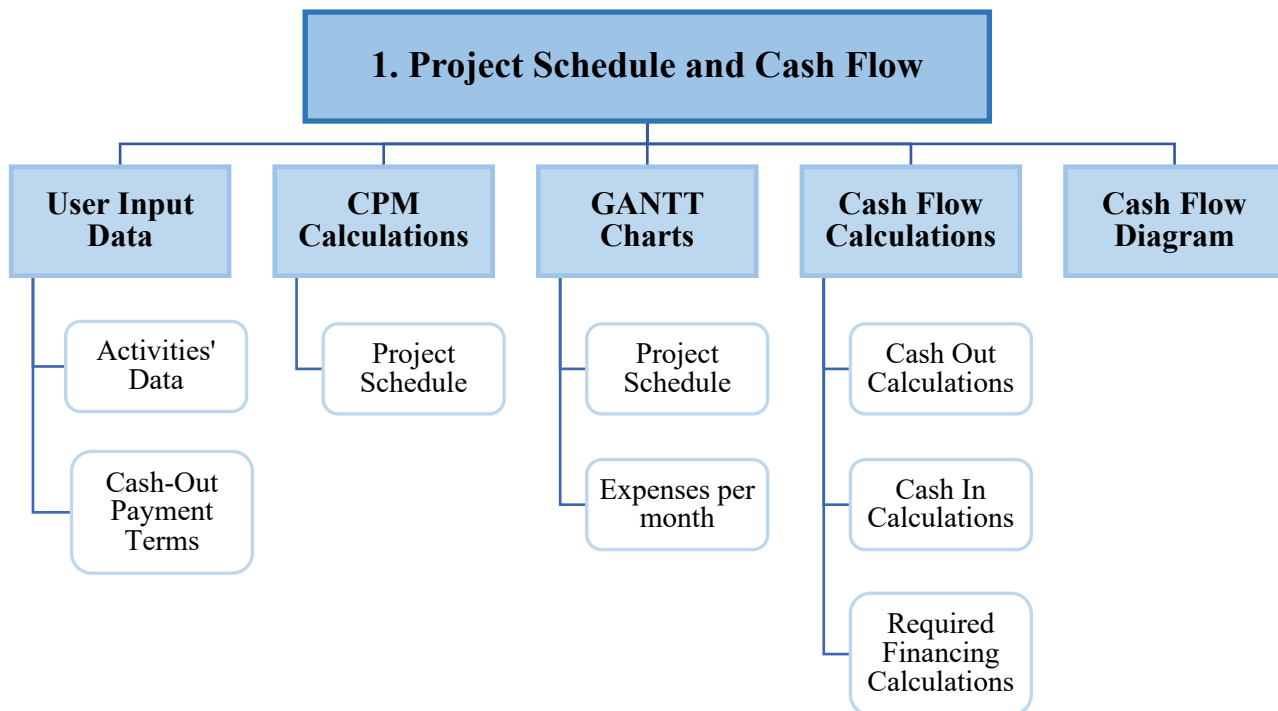 1. Project Schedule and Cash Flow
User Input
Data
CPM
Calculations
GANTT
Charts
Cash Flow
Calculations
Cash Flow
Diagram
Activities'
Data
Cash-Out
Payment
Terms
Project
Schedule
Project
Schedule
Expenses per
month
Cash Out
Calculations
Cash In
Calculations
Required
Financing
Calculations